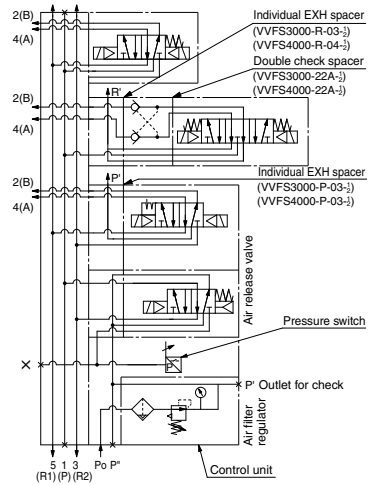 Individual EXH spacer
(VVFS3000-R-03-½)
(VVFS4000-R-04-½)
Double check spacer
(VVFS3000-22A-½)
(VVFS4000-22A-½)
2(B)
4(A)
2(B)
4(A)
R'
Individual EXH spacer
(VVFS3000-P-03-½)
(VVFS4000-P-03-½)
P'
2(B)
4(A)
Air release valve
Pressure switch
P
P' Outlet for check
Air filter
regulator
5 1 3 Po P"
(R1) (P) (R2)
Control unit